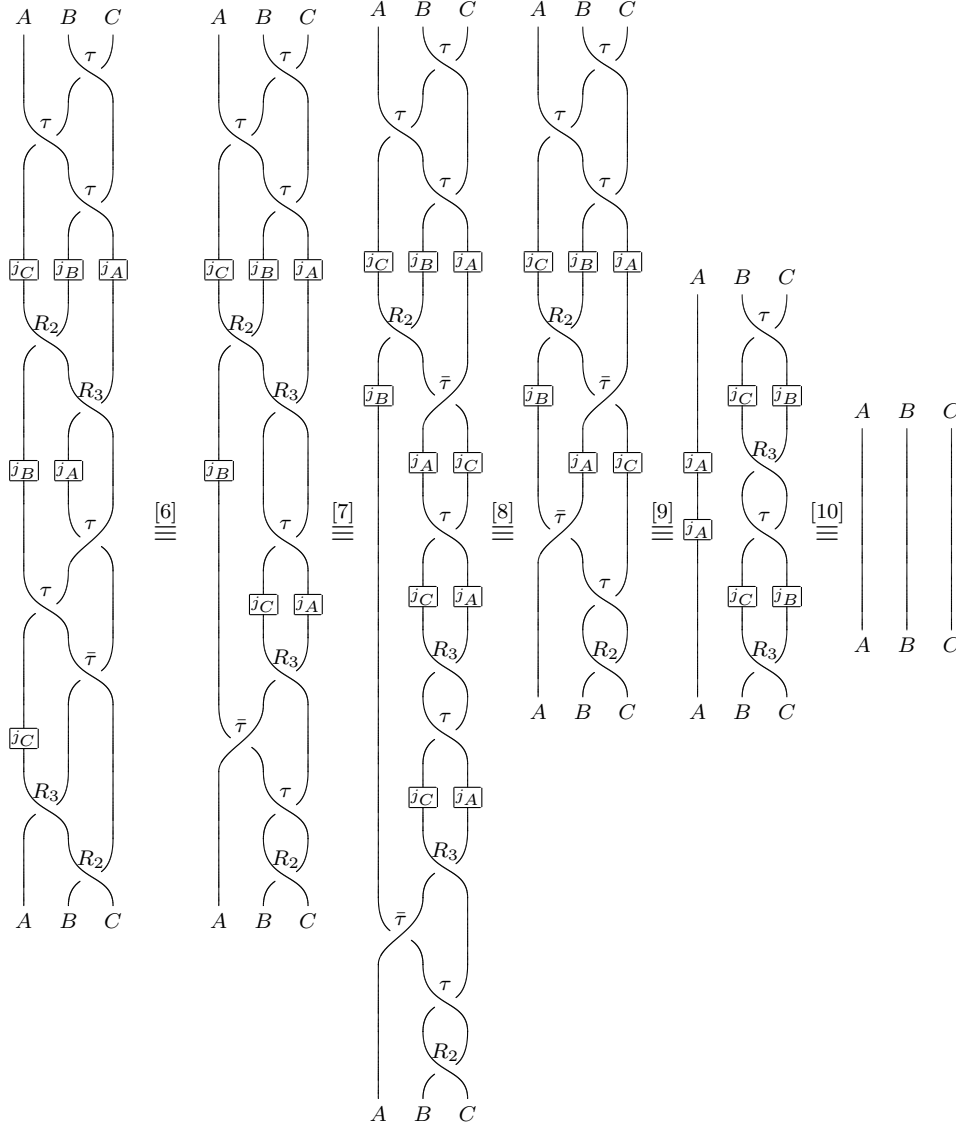 A B C
τ
τ
τ
j_C j_B j_A
R_2
R_3
j_B j_A
τ
τ
τ̄
j_C
R_3
R_2
A B C
[6]
≡
A B C
τ
τ
τ
j_C j_B j_A
R_2
R_3
j_B
τ
j_C j_A
R_3
τ̄
τ
R_2
A B C
[7]
≡
A B C
τ
τ
τ
j_C j_B j_A
R_2
τ̄
j_B
j_A j_C
τ
j_C j_A
R_3
τ
j_C j_A
R_3
τ̄
τ
R_2
A B C
[8]
≡
A B C
τ
τ
τ
j_C j_B j_A
R_2
τ̄
j_B
j_A j_C
τ̄
τ
R_2
A B C
[9]
≡
A B C
τ
j_C j_B
R_3
j_A
τ
j_A
j_C j_B
R_3
A B C
[10]
≡
A B C
A B C